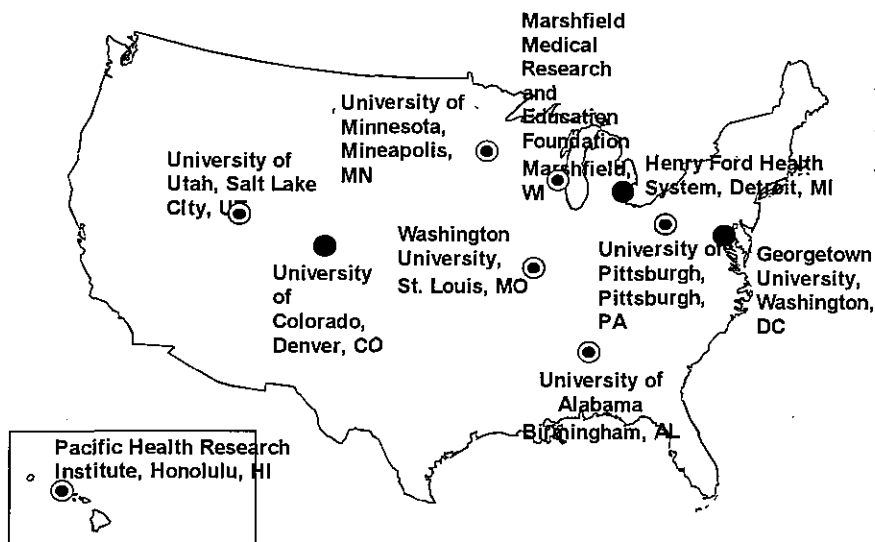 Marshfield
Medical
Research
and
Education
Foundation
Marshfield,
WI
University of
Minnesota,
Mineapolis,
MN
University of
Utah, Salt Lake
City, UT
Henry Ford Health
System, Detroit, MI
Washington
University,
St. Louis, MO
University of
Pittsburgh,
Pittsburgh,
PA
Georgetown
University,
Washington,
DC
University
of
Colorado,
Denver, CO
University of
Alabama
Birmingham, AL
Pacific Health Research
Institute, Honolulu, HI